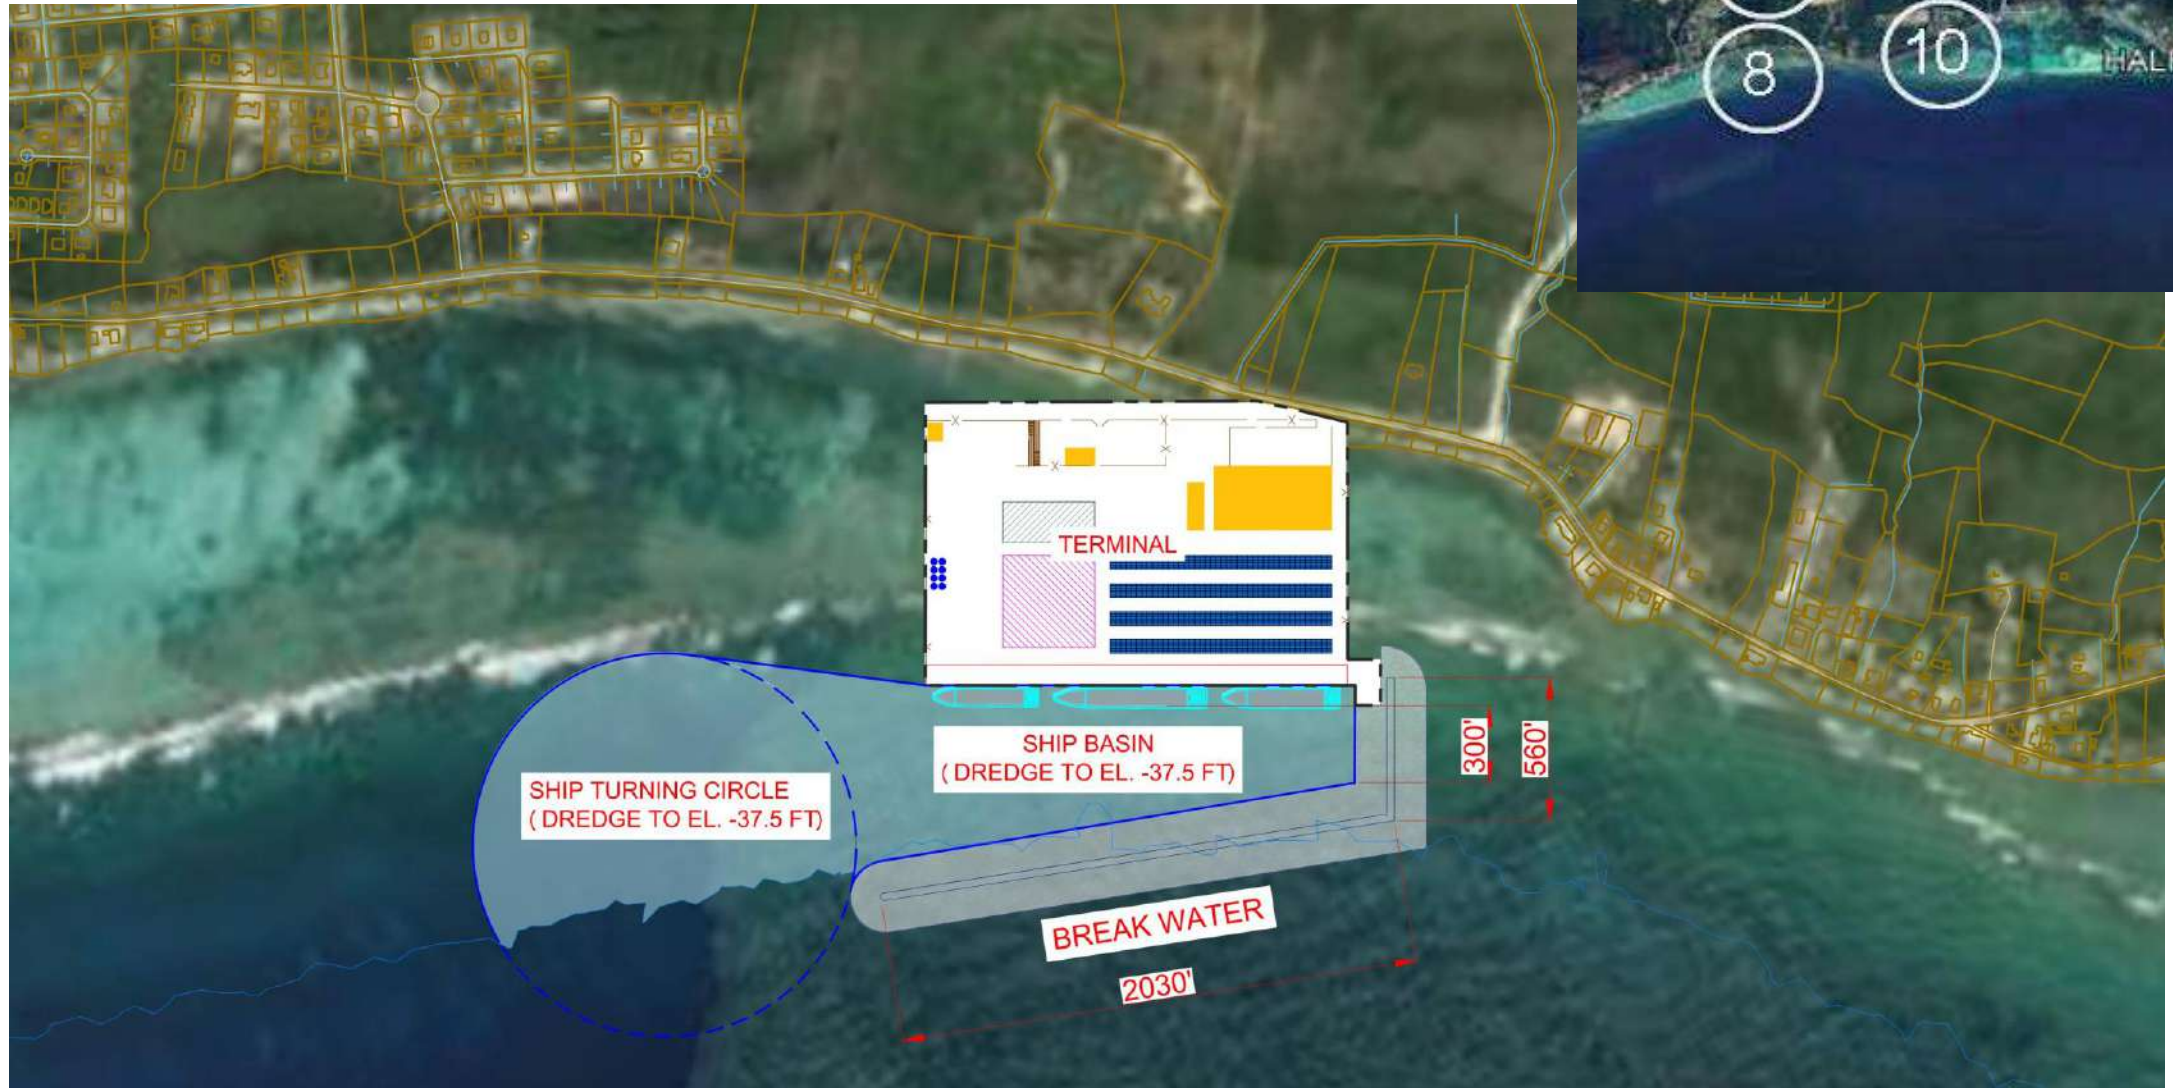 8
10
HAL
TERMINAL
SHIP BASIN
( DREDGE TO EL. -37.5 FT)
SHIP TURNING CIRCLE
( DREDGE TO EL. -37.5 FT)
300'
560'
BREAK WATER
2030'